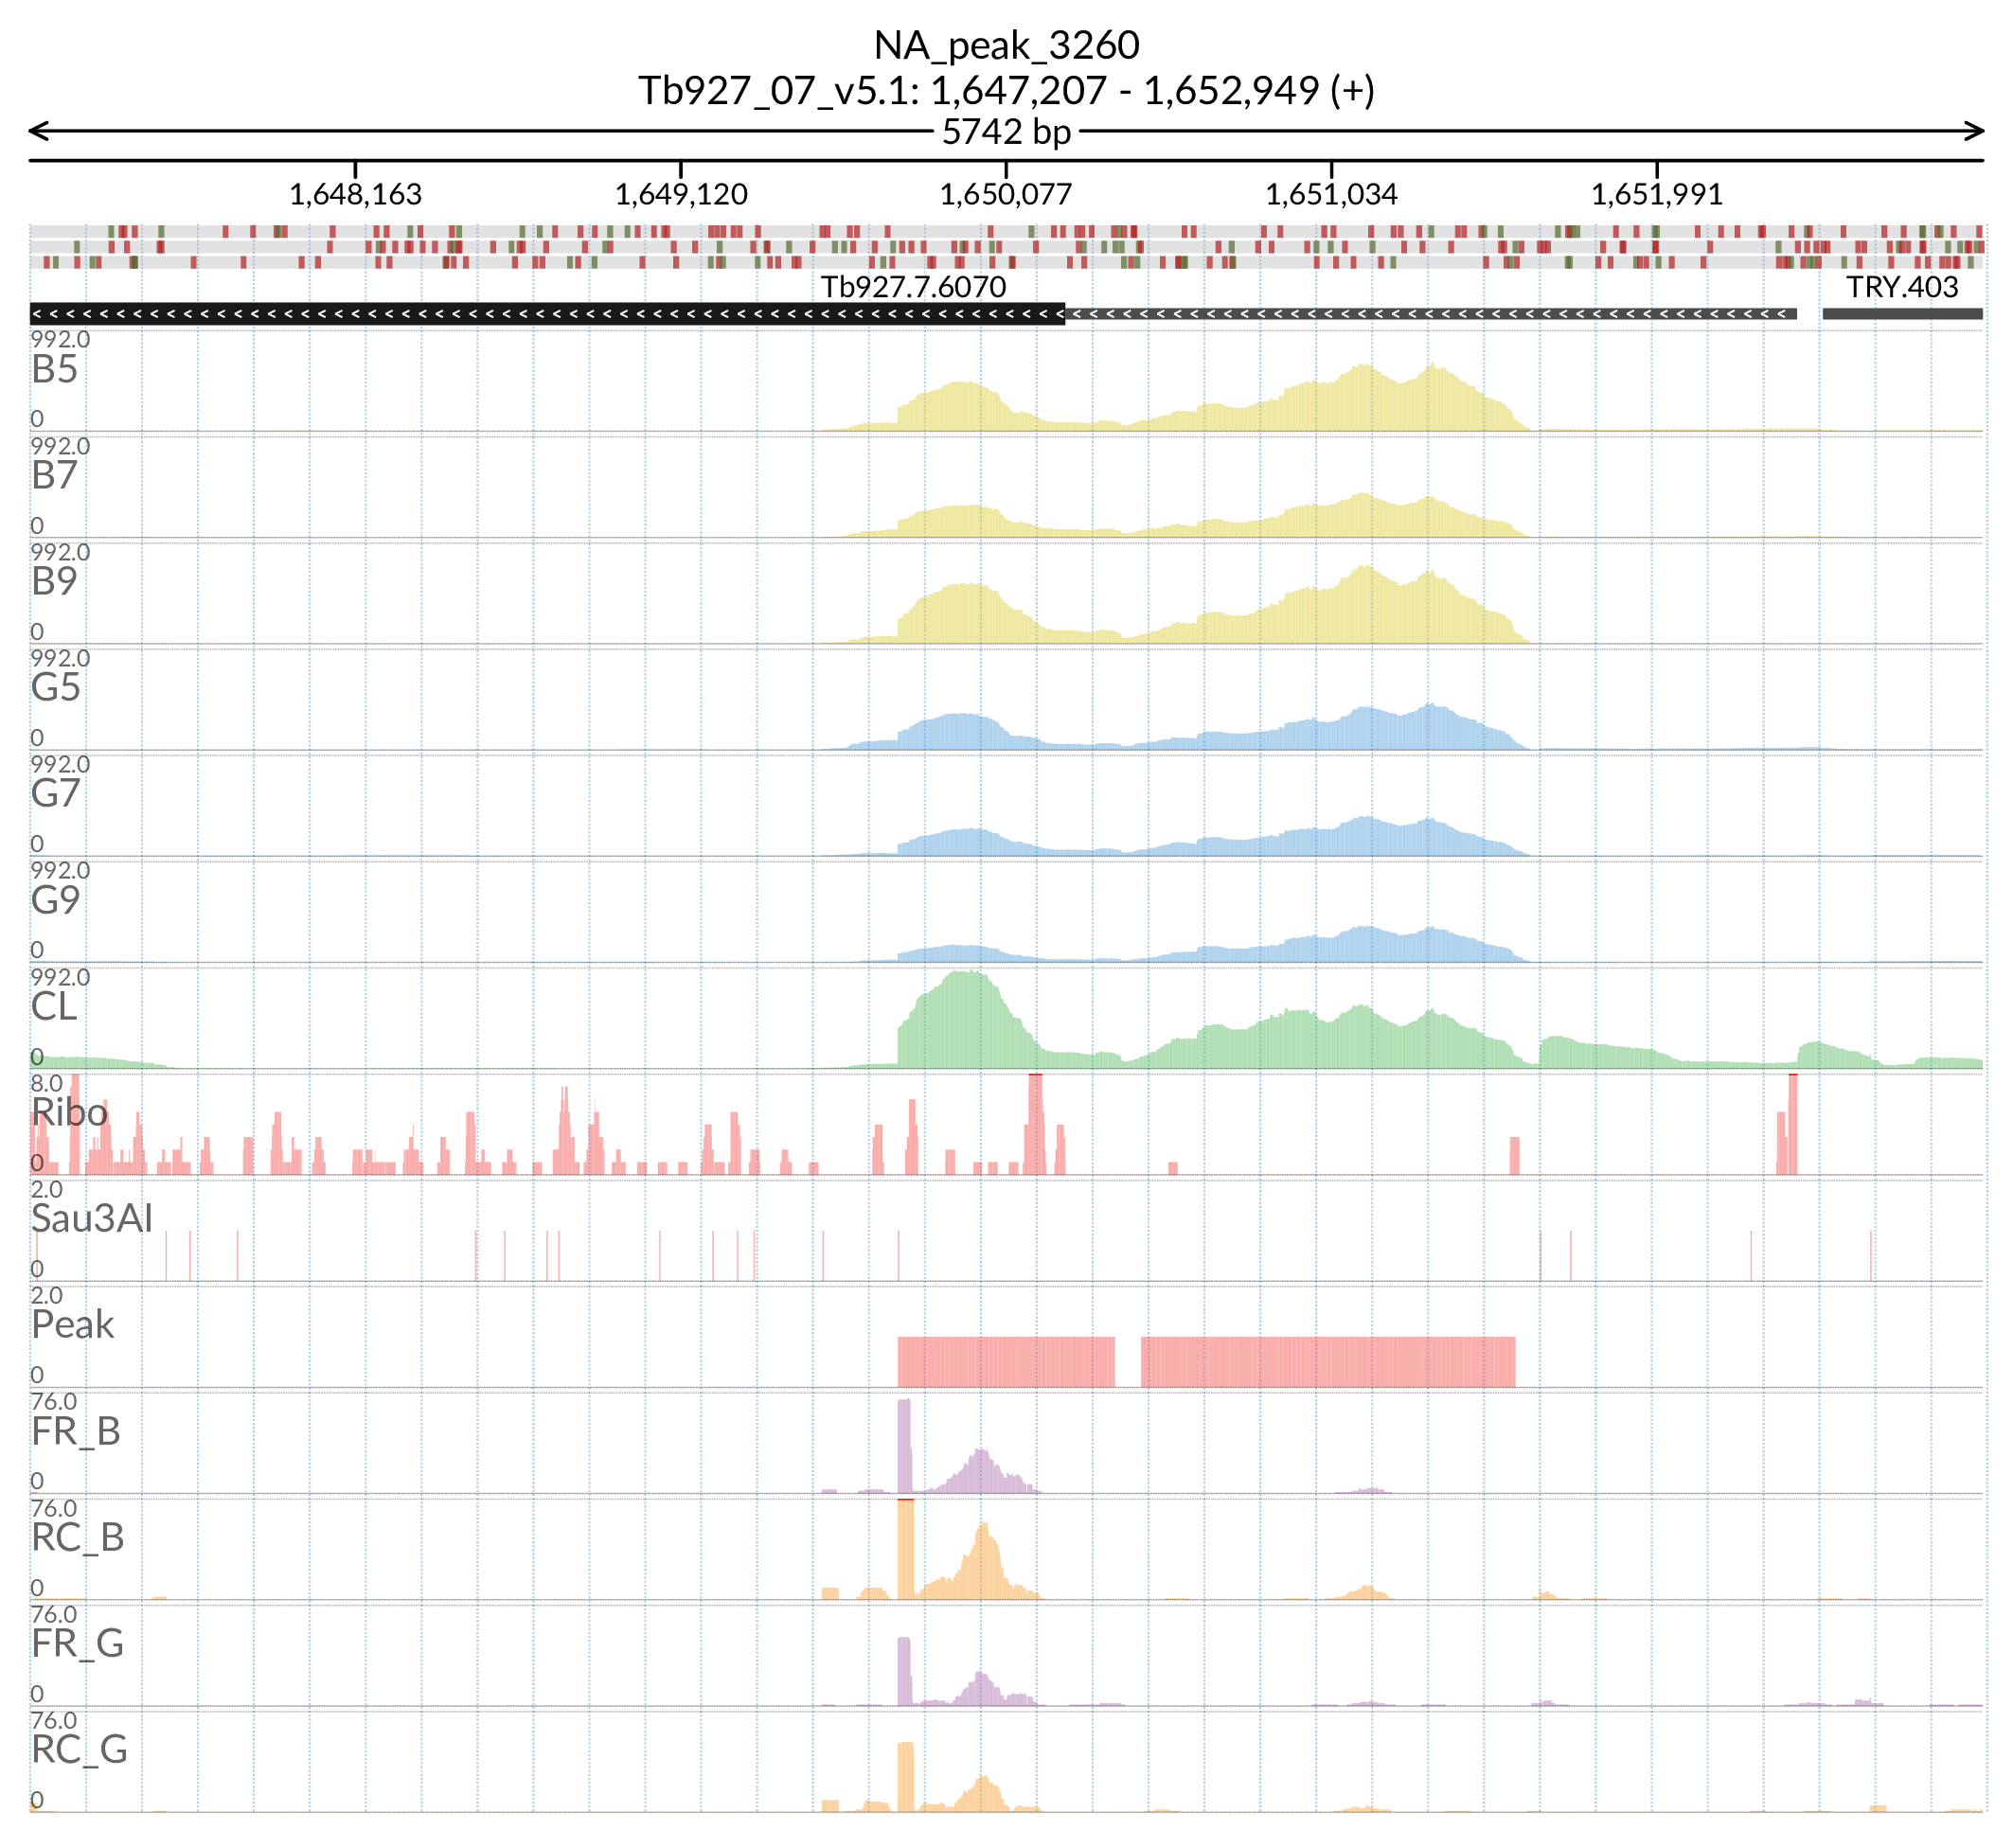 NA_peak_3260
Tb927_07_v5.1: 1,647,207 - 1,652,949 (+)
5742 bp
1,648,163 1,649,120 1,650,077 1,651,034 1,651,991
Tb927.7.6070 TRY.403
992.0
B5
0
992.0
B7
0
992.0
B9
0
992.0
G5
0
992.0
G7
0
992.0
G9
0
992.0
CL
0
8.0
Ribo
0
2.0
Sau3AI
0
2.0
Peak
0
76.0
FR_B
0
76.0
RC_B
0
76.0
FR_G
0
76.0
RC_G
0